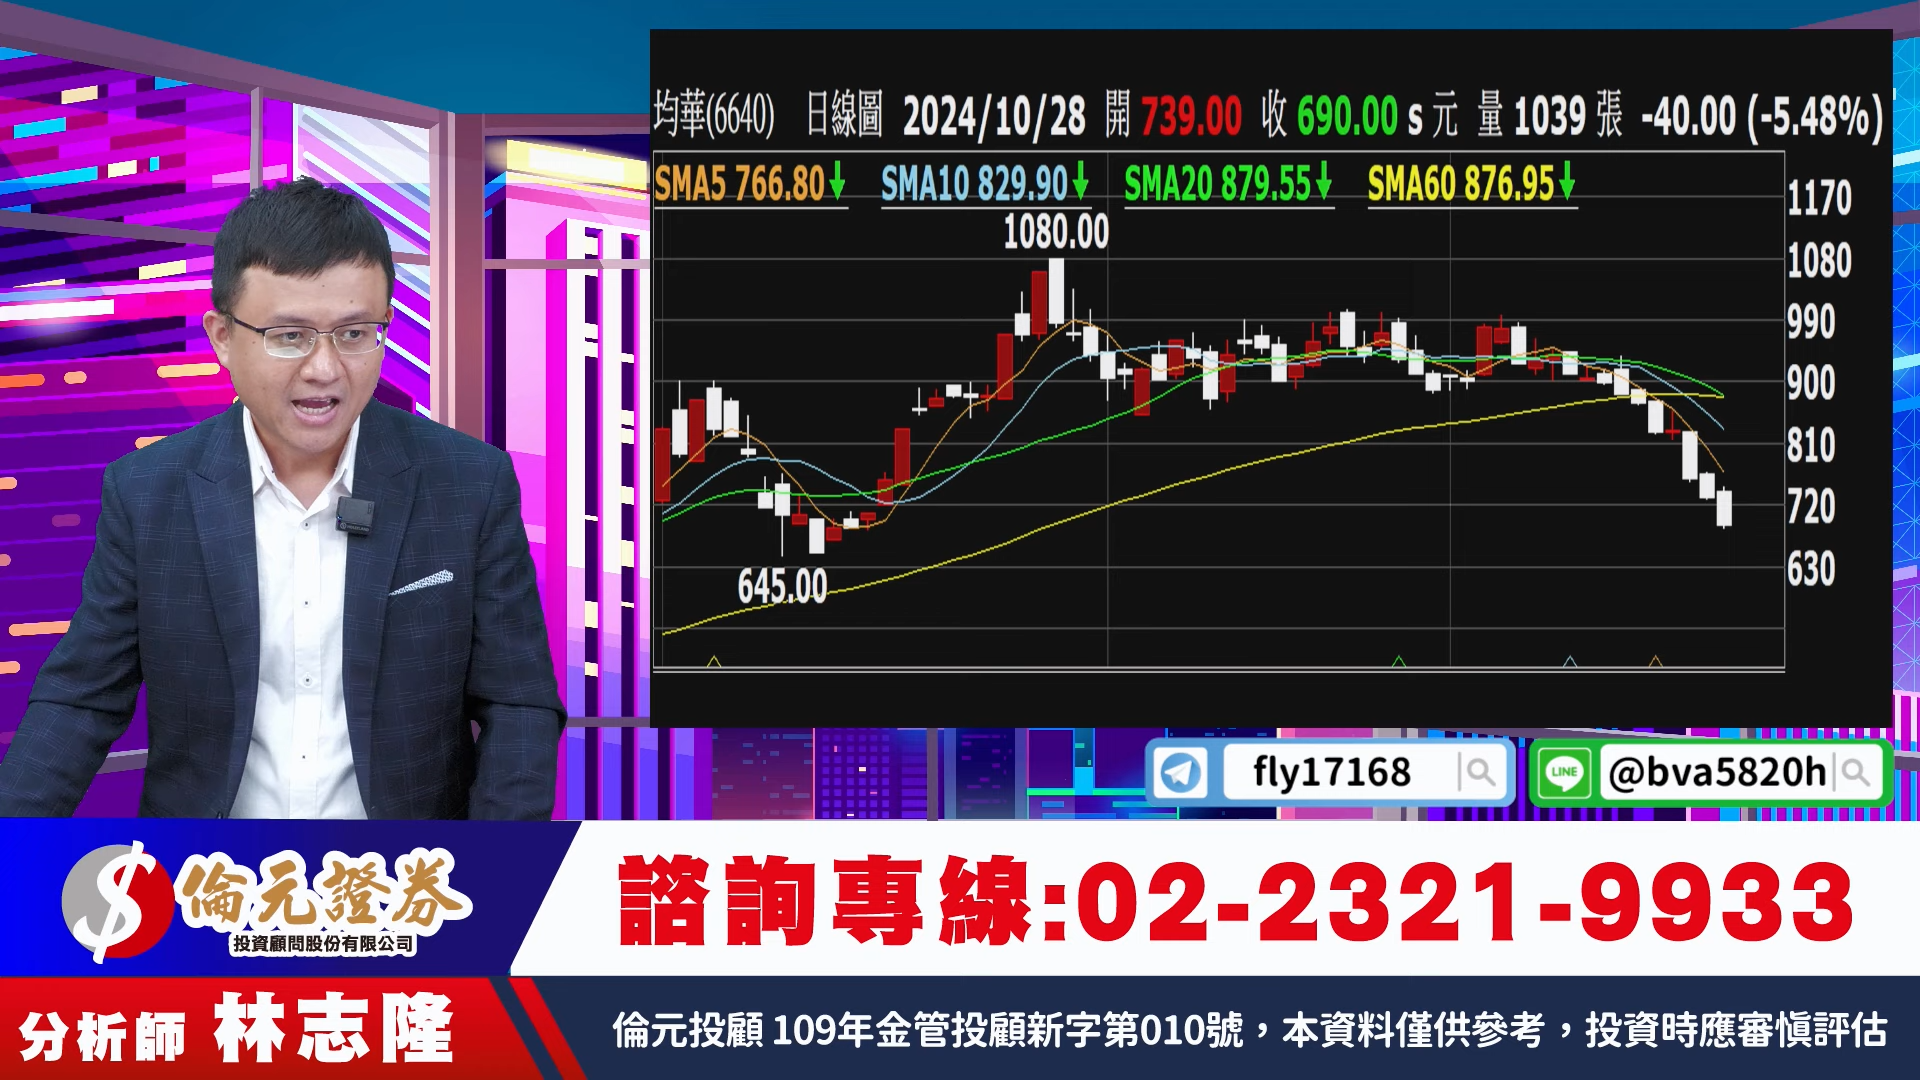 均華(6640) 日線圖 2024/10/28 開 739.00 收 690.00 s 元 量 1039 張 -40.00 (-5.48%)
SMA5 766.80↓ SMA10 829.90↓ SMA20 879.55↓ SMA60 876.95↓
1170
1080.00
1080
990
900
810
720
645.00
630
fly17168
LINE @bva5820h
倫元證券
投資顧問股份有限公司
諮詢專線:02-2321-9933
分析師 林志隆
倫元投顧 109年金管投顧新字第010號，本資料僅供參考，投資時應審慎評估